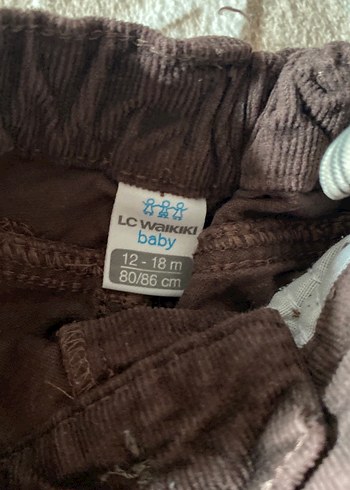 LC WAIKIKI
baby
12 - 18 m
80/86 cm